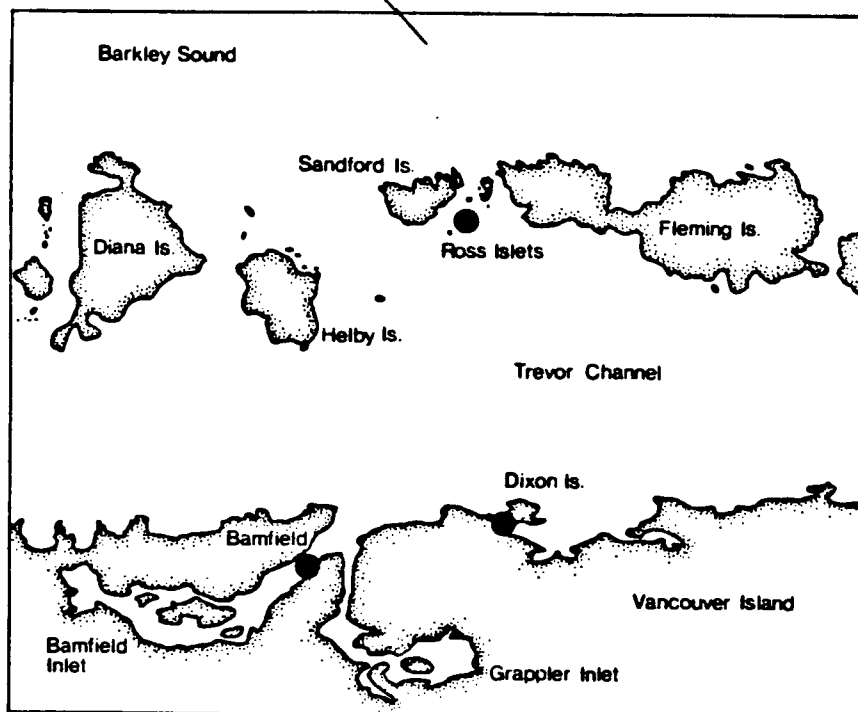 Barkley Sound
Sandford Is.
Diana Is.
Ross Islets
Fleming Is.
Helby Is.
Trevor Channel
Dixon Is.
Bamfield
Vancouver Island
Bamfield
Inlet
Grappler Inlet